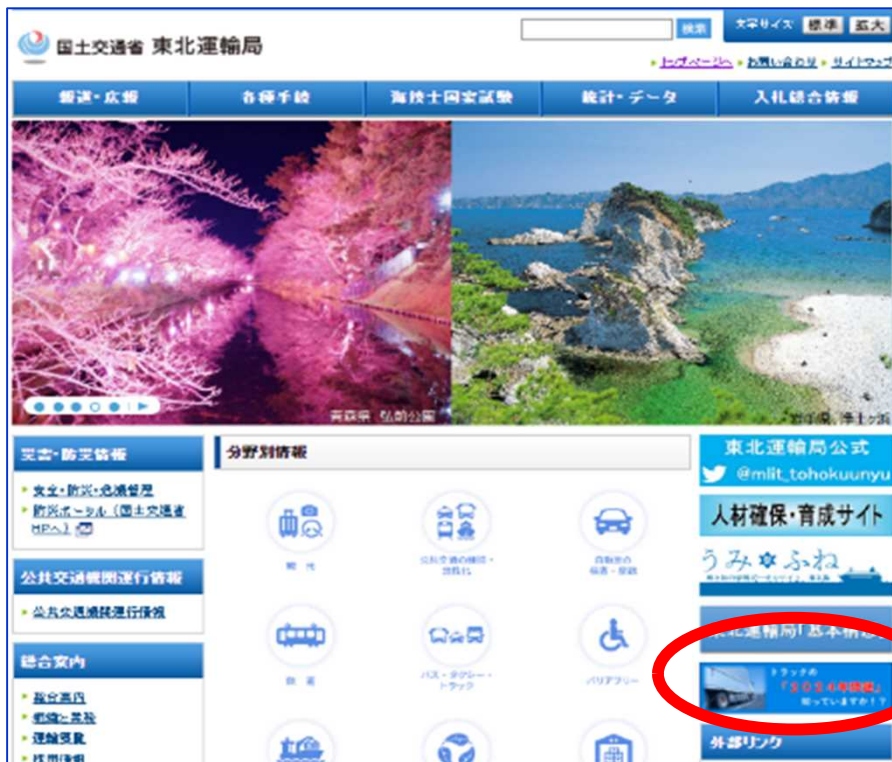 国土交通省 東北運輸局
検索
文字サイズ 標準 拡大
トップページへ お問い合わせ サイトマップ
報道・広報
各種手続
海技士国家試験
統計・データ
入札総合情報
青森県 弘前公園
岩手県 浄土ヶ浜
災害・防災情報
安全・防災・危機管理
防災ポータル（国土交通省
HPへ）
公共交通機関運行情報
公共交通機関運行情報
総合案内
総合案内
組織と業務
運輸要覧
採用情報
分野別情報
観 光
公共交通の維持・
活性化
自動車の
検査・登録
鉄 道
バス・タクシー・
トラック
バリアフリー
東北運輸局公式
@mlit_tohokuunyu
人材確保・育成サイト
うみ ふね
東北運輸局「基本情報」
トラックの
「2024年問題」
知っていますか！？
外部リンク